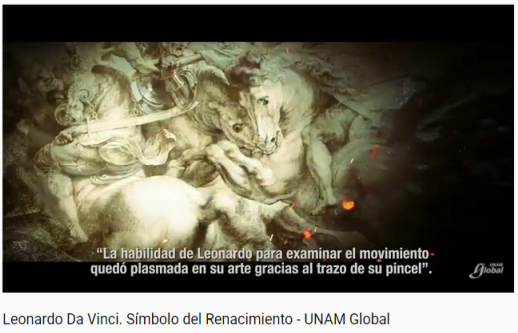 “La habilidad de Leonardo para examinar el movimiento
quedó plasmada en su arte gracias al trazo de su pincel”.
UNAM
global
Leonardo Da Vinci. Símbolo del Renacimiento - UNAM Global